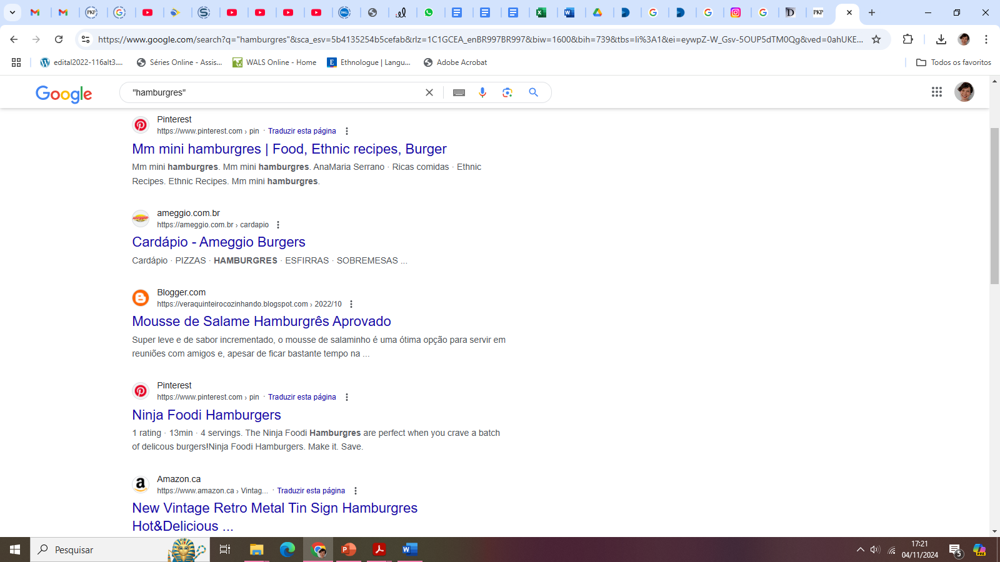 PKP
S
DELL
D
PKP
https://www.google.com/search?q="hamburgres"&sca_esv=5b4135254b5cefab&rlz=1C1GCEA_enBR997BR997&biw=1600&bih=739&tbs=li%3A1&ei=eywpZ-W_Gsv-5OUP5dTM0Qg&ved=0ahUKE...
edital2022-116alt3....
Séries Online - Assis...
WALS Online - Home
Ethnologue | Langu...
Adobe Acrobat
Todos os favoritos
Google
"hamburgres"
Pinterest
https://www.pinterest.com › pin · Traduzir esta página
Mm mini hamburgres | Food, Ethnic recipes, Burger
Mm mini hamburgres. Mm mini hamburgres. AnaMaria Serrano · Ricas comidas · Ethnic
Recipes. Ethnic Recipes. Mm mini hamburgres.
ameggio.com.br
https://ameggio.com.br › cardapio
Cardápio - Ameggio Burgers
Cardápio · PIZZAS · HAMBURGRES · ESFIRRAS · SOBREMESAS ...
Blogger.com
https://veraquinteirocozinhando.blogspot.com › 2022/10
Mousse de Salame Hamburgrês Aprovado
Super leve e de sabor incrementado, o mousse de salaminho é uma ótima opção para servir em
reuniões com amigos e, apesar de ficar bastante tempo na ...
Pinterest
https://www.pinterest.com › pin · Traduzir esta página
Ninja Foodi Hamburgers
1 rating · 13min · 4 servings. The Ninja Foodi Hamburgres are perfect when you crave a batch
of delicous burgers!Ninja Foodi Hamburgers. Make it. Save.
Amazon.ca
https://www.amazon.ca › Vintag... · Traduzir esta página
New Vintage Retro Metal Tin Sign Hamburgres
Hot&Delicious ...
Pesquisar
17:21
04/11/2024
5
PRE